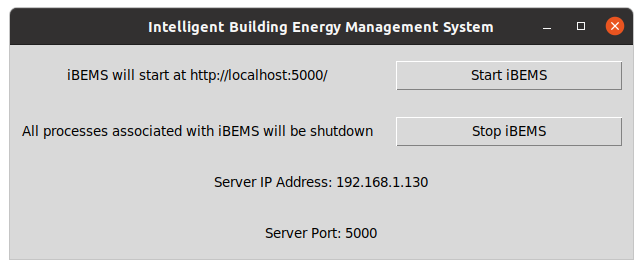 Intelligent Building Energy Management System
iBEMS will start at http://localhost:5000/
Start iBEMS
All processes associated with iBEMS will be shutdown
Stop iBEMS
Server IP Address: 192.168.1.130
Server Port: 5000